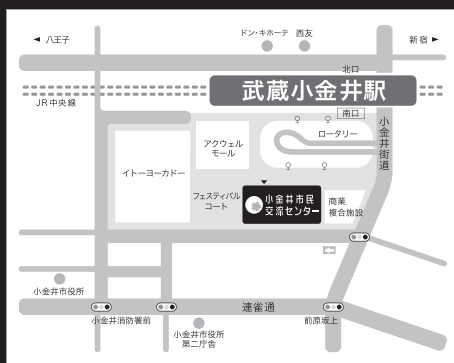 ドン・キホーテ 西友
◀ 八王子
新宿 ▶
北口
武蔵小金井駅
JR中央線
南口
小金井街道
ロータリー
アクウェル
モール
イトーヨーカドー
フェスティバル
コート
小金井市民
交流センター
商業
複合施設
小金井市役所
連雀通
小金井消防署前
前原坂上
小金井市役所
第二庁舎